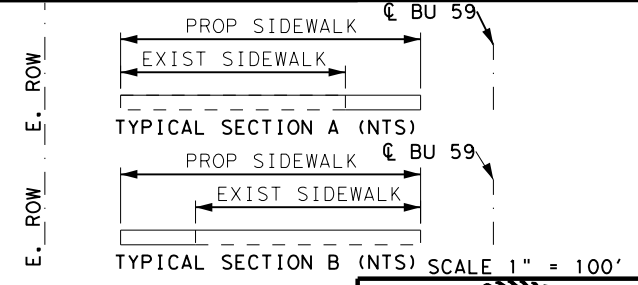 ℄ BU 59
PROP SIDEWALK
EXIST SIDEWALK
E. ROW
TYPICAL SECTION A (NTS)
℄ BU 59
PROP SIDEWALK
EXIST SIDEWALK
E. ROW
TYPICAL SECTION B (NTS)
SCALE 1" = 100'